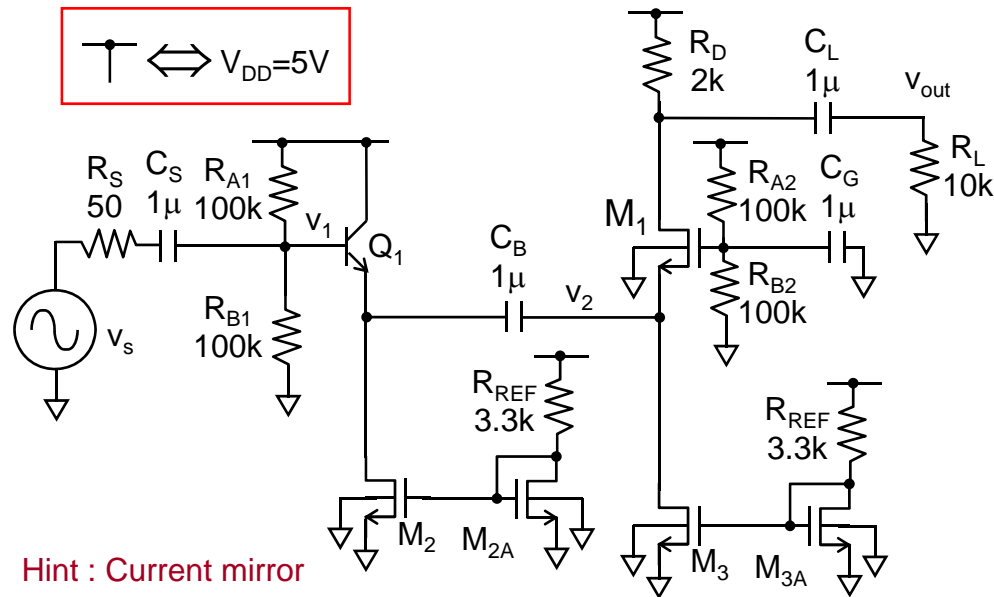 V_DD=5V
R_S
50
C_S
1μ
R_A1
100k
v_1
Q_1
R_B1
100k
v_s
C_B
1μ
v_2
R_D
2k
C_L
1μ
v_out
R_L
10k
R_A2
100k
C_G
1μ
M_1
R_B2
100k
R_REF
3.3k
M_2
M_2A
R_REF
3.3k
M_3
M_3A
Hint : Current mirror